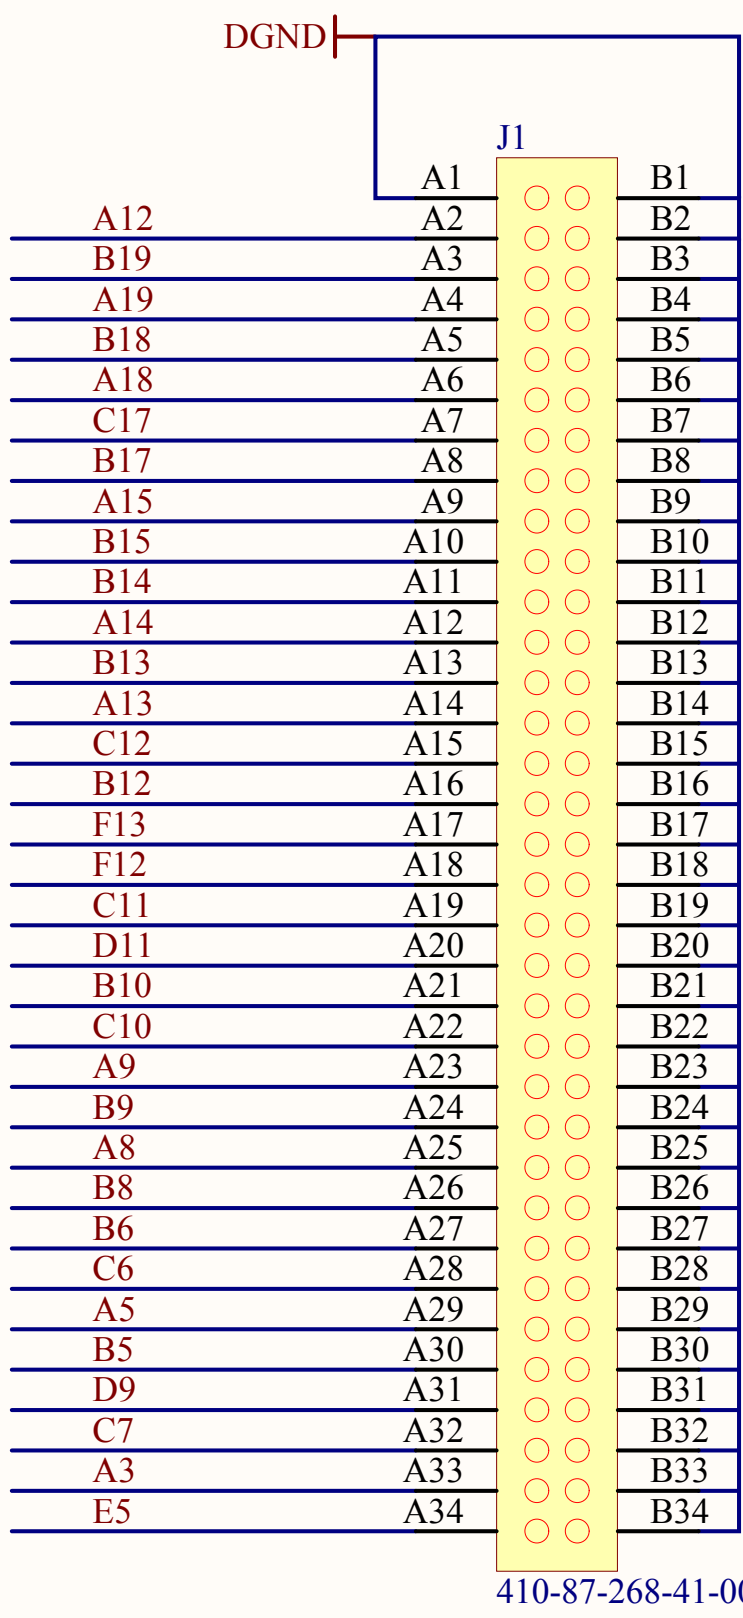 DGND
J1
A1 B1
A12 A2 B2
B19 A3 B3
A19 A4 B4
B18 A5 B5
A18 A6 B6
C17 A7 B7
B17 A8 B8
A15 A9 B9
B15 A10 B10
B14 A11 B11
A14 A12 B12
B13 A13 B13
A13 A14 B14
C12 A15 B15
B12 A16 B16
F13 A17 B17
F12 A18 B18
C11 A19 B19
D11 A20 B20
B10 A21 B21
C10 A22 B22
A9 A23 B23
B9 A24 B24
A8 A25 B25
B8 A26 B26
B6 A27 B27
C6 A28 B28
A5 A29 B29
B5 A30 B30
D9 A31 B31
C7 A32 B32
A3 A33 B33
E5 A34 B34
410-87-268-41-00